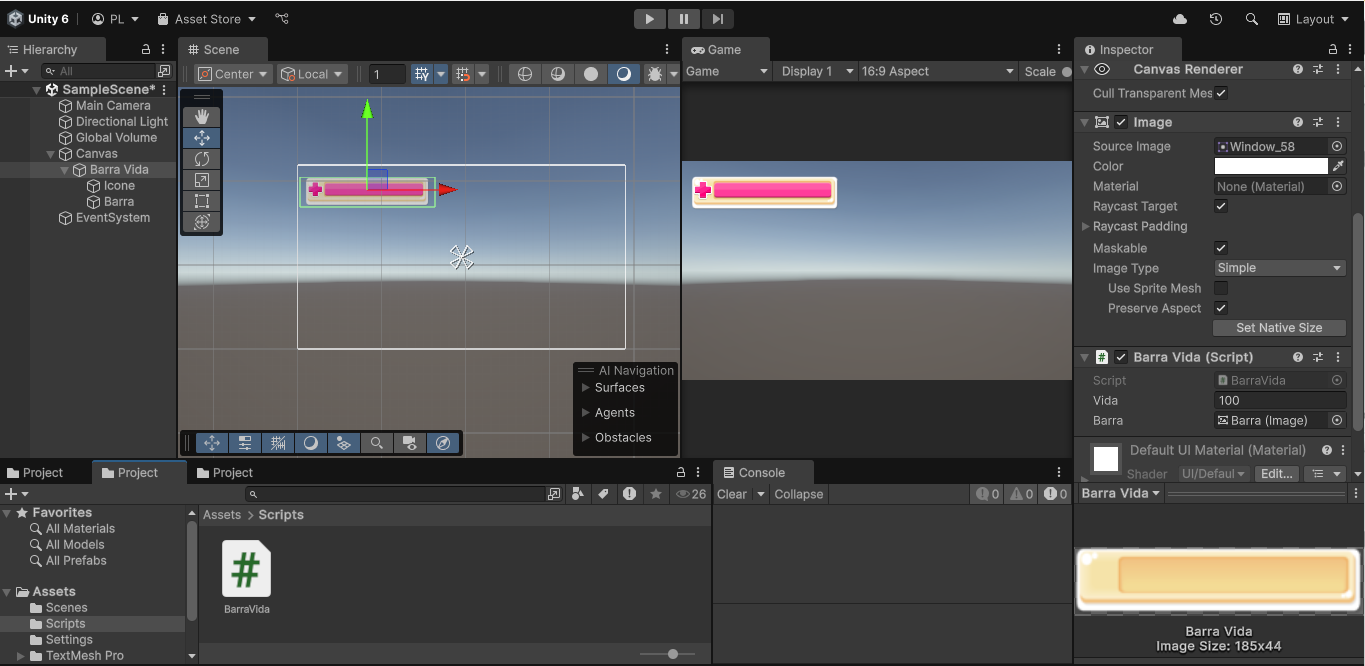 Unity 6 PL Asset Store Layout
Hierarchy
All
SampleScene*
Main Camera
Directional Light
Global Volume
Canvas
Barra Vida
Icone
Barra
EventSystem
Scene
Center Local 1
AI Navigation
Surfaces
Agents
Obstacles
Game
Game Display 1 16:9 Aspect Scale
Inspector
Canvas Renderer
Cull Transparent Mes
Image
Source Image Window_58
Color
Material None (Material)
Raycast Target
Raycast Padding
Maskable
Image Type Simple
Use Sprite Mesh
Preserve Aspect
Set Native Size
# Barra Vida (Script)
Script BarraVida
Vida 100
Barra Barra (Image)
Default UI Material (Material)
Shader UI/Defaul Edit...
Barra Vida
Barra Vida
Image Size: 185x44
Project Project Project
26
Favorites
All Materials
All Models
All Prefabs
Assets
Scenes
Scripts
Settings
TextMesh Pro
Assets > Scripts
#
BarraVida
Console
Clear Collapse 0 0 0